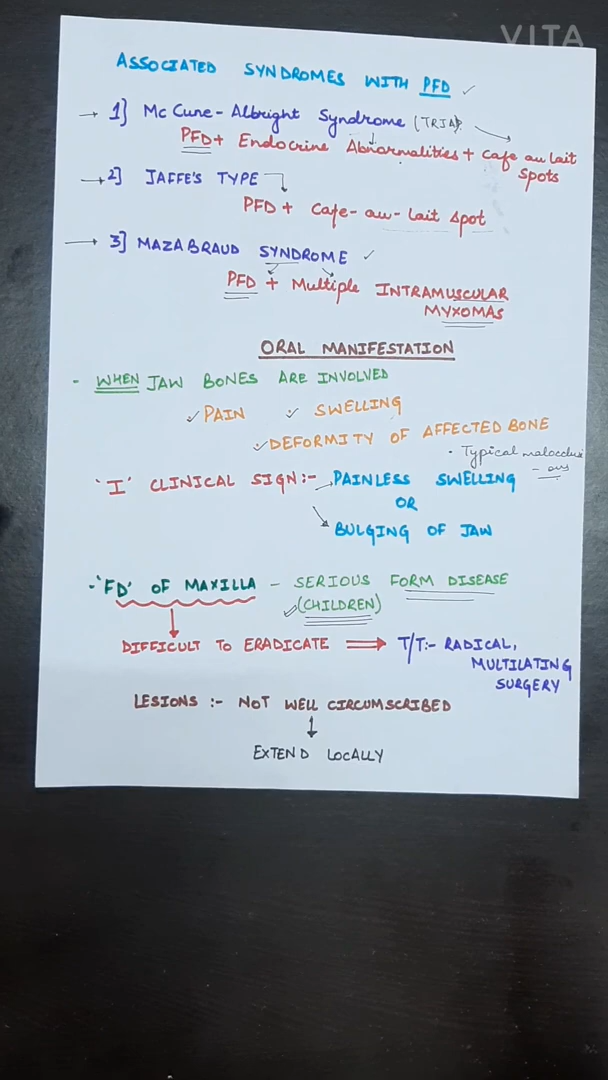 VITA
ASSOCIATED SYNDROMES WITH PFD ✓
→ 1] Mc Cune-Albright Syndrome (TRIAD)
PFD + Endocrine Abnormalities + Cafe au lait Spots
→ 2] JAFFE'S TYPE
PFD + Cafe-au-lait spot
→ 3] MAZABRAUD SYNDROME ✓
PFD + Multiple INTRAMUSCULAR
MYXOMAS
ORAL MANIFESTATION
- WHEN JAW BONES ARE INVOLVED
✓ PAIN ✓ SWELLING
✓ DEFORMITY OF AFFECTED BONE
• Typical malocclusi
- ous
'I' CLINICAL SIGN:- → PAINLESS SWELLING
OR
BULGING OF JAW
- 'FD' OF MAXILLA - SERIOUS FORM DISEASE
✓ (CHILDREN)
DIFFICULT TO ERADICATE ⇒ T/T:- RADICAL,
MULTILATING
SURGERY
LESIONS :- NOT WELL CIRCUMSCRIBED
↓
EXTEND LOCALLY